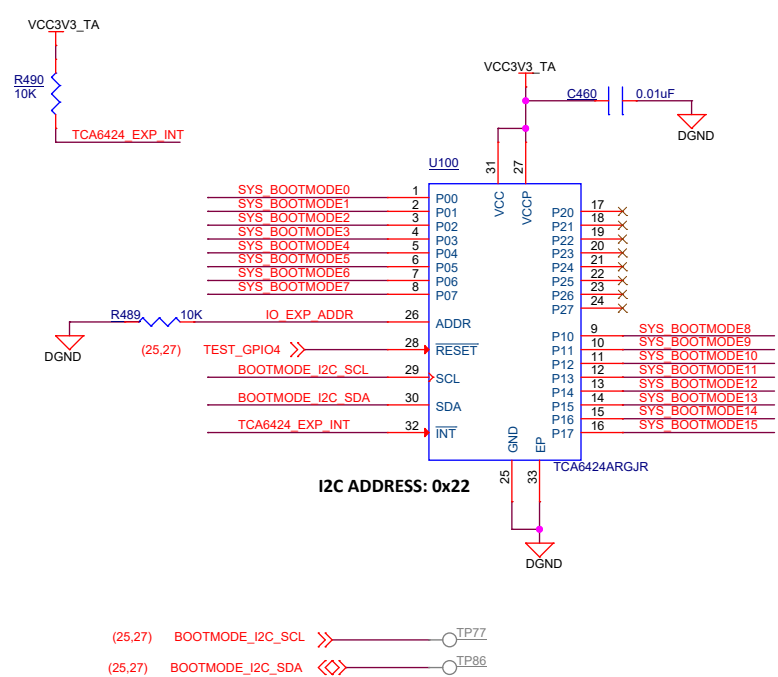 VCC3V3_TA
R490
10K
TCA6424_EXP_INT
VCC3V3_TA
C460 0.01uF
DGND
U100
31 27
VCC VCCP
SYS_BOOTMODE0 1 P00
SYS_BOOTMODE1 2 P01
SYS_BOOTMODE2 3 P02
SYS_BOOTMODE3 4 P03
SYS_BOOTMODE4 5 P04
SYS_BOOTMODE5 6 P05
SYS_BOOTMODE6 7 P06
SYS_BOOTMODE7 8 P07
P20 17
P21 18
P22 19
P23 20
P24 21
P25 22
P26 23
P27 24
DGND R489 10K IO_EXP_ADDR 26 ADDR
(25,27) TEST_GPIO4 28 RESET
BOOTMODE_I2C_SCL 29 SCL
BOOTMODE_I2C_SDA 30 SDA
TCA6424_EXP_INT 32 INT
P10 9 SYS_BOOTMODE8
P11 10 SYS_BOOTMODE9
P12 11 SYS_BOOTMODE10
P13 12 SYS_BOOTMODE11
P14 13 SYS_BOOTMODE12
P15 14 SYS_BOOTMODE13
P16 15 SYS_BOOTMODE14
P17 16 SYS_BOOTMODE15
GND EP
25 33
TCA6424ARGJR
I2C ADDRESS: 0x22
DGND
(25,27) BOOTMODE_I2C_SCL TP77
(25,27) BOOTMODE_I2C_SDA TP86